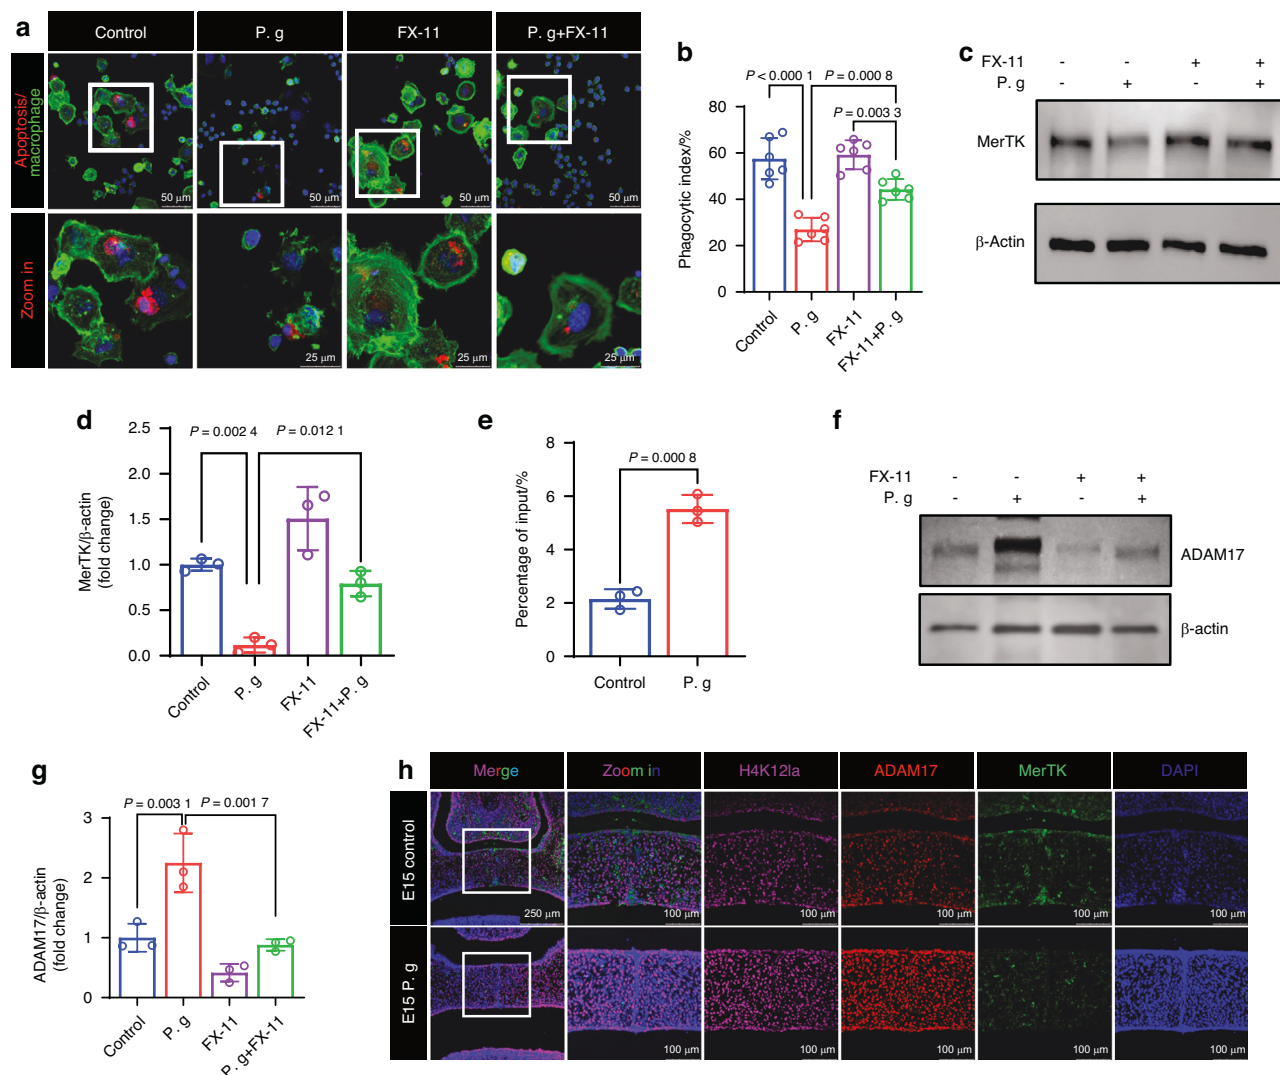 a
Control
P. g
FX-11
P. g+FX-11
Apoptosis/
macrophage
50 μm
50 μm
50 μm
50 μm
Zoom in
25 μm
25 μm
25 μm
b
P < 0.000 1
P = 0.000 8
P = 0.003 3
Phagocytic index/%
80
60
40
20
0
Control
P. g
FX-11
FX-11+P. g
c
FX-11 - - + +
P. g - + - +
MerTK
β-Actin
d
P = 0.002 4
P = 0.012 1
MerTK/β-actin
(fold change)
2.5
2.0
1.5
1.0
0.5
0.0
Control
P. g
FX-11
FX-11+P. g
e
P = 0.000 8
Percentage of input/%
8
6
4
2
0
Control
P. g
f
FX-11 - - + +
P. g - + - +
ADAM17
β-actin
g
P = 0.003 1
P = 0.001 7
ADAM17/β-actin
(fold change)
3
2
1
0
Control
P. g
FX-11
P. g+FX-11
h
Merge
Zoom in
H4K12la
ADAM17
MerTK
DAPI
E15 control
250 μm
100 μm
100 μm
100 μm
100 μm
100 μm
E15 P. g
100 μm
100 μm
100 μm
100 μm
100 μm